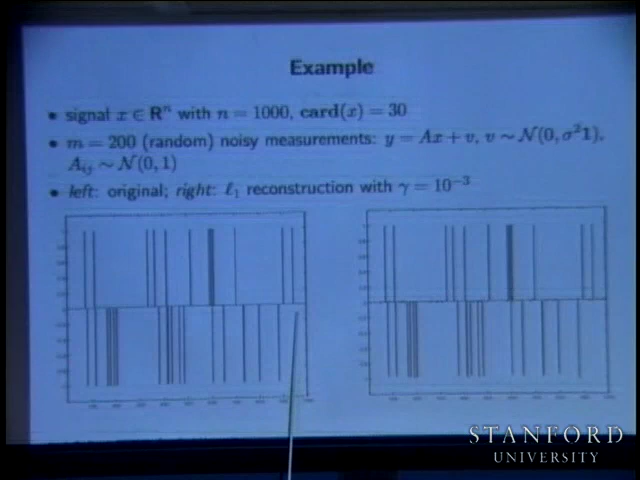 Example
• signal x ∈ Rⁿ with n = 1000, card(x) = 30
• m = 200 (random) noisy measurements: y = Ax + v, v ∼ N(0, σ²1),
A_ij ∼ N(0, 1)
• left: original; right: ℓ₁ reconstruction with γ = 10⁻³
STANFORD
UNIVERSITY